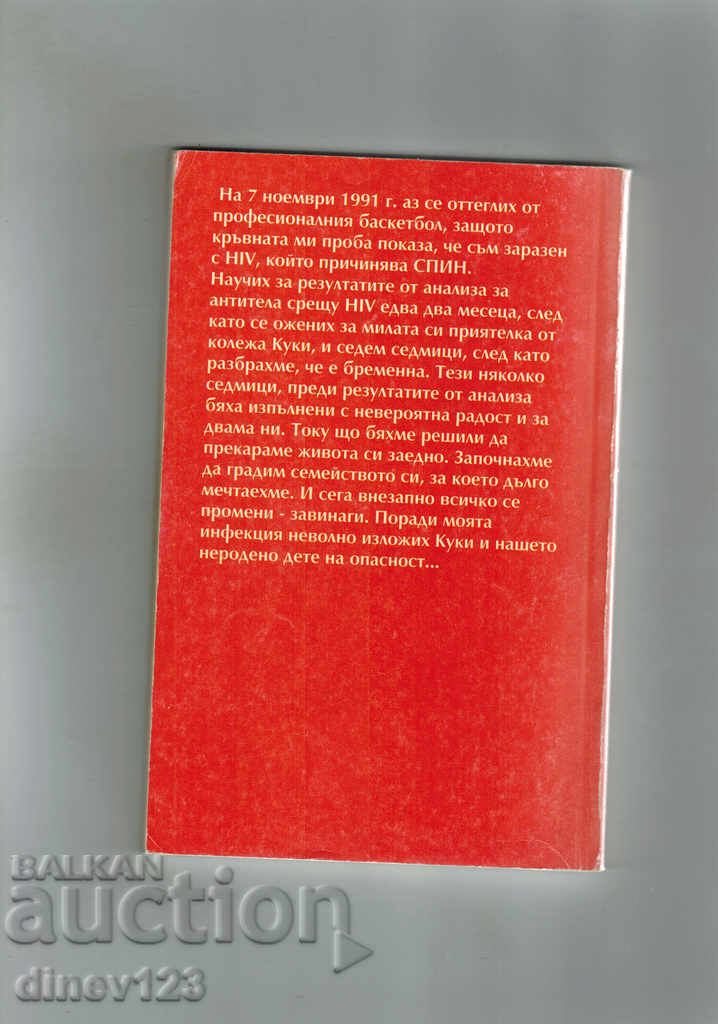 На 7 ноември 1991 г. аз се оттеглих от
професионалния баскетбол, защото
кръвната ми проба показа, че съм заразен
с HIV, който причинява СПИН.
Научих за резултатите от анализа за
антитела срещу HIV едва два месеца, след
като се ожених за милата си приятелка от
колежа Куки, и седем седмици, след като
разбрахме, че е бременна. Тези няколко
седмици, преди резултатите от анализа
бяха изпълнени с невероятна радост и за
двама ни. Току що бяхме решили да
прекараме живота си заедно. Започнахме
да градим семейството си, за което дълго
мечтаехме. И сега внезапно всичко се
промени - завинаги. Поради моята
инфекция неволно изложих Куки и нашето
неродено дете на опасност...
BALKAN
auction
dinev123